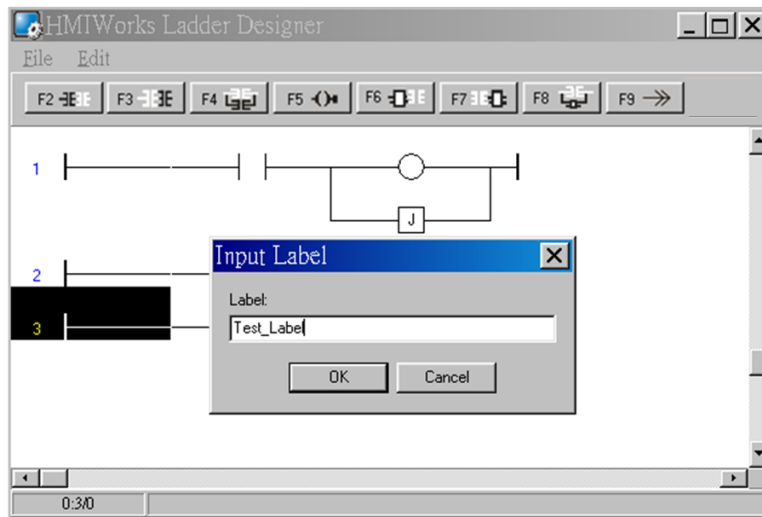 HMIWorks Ladder Designer
File Edit
F2 F3 F4 F5 F6 F7 F8 F9
1
J
2
Input Label
Label:
3
Test_Label
OK Cancel
0:3/0